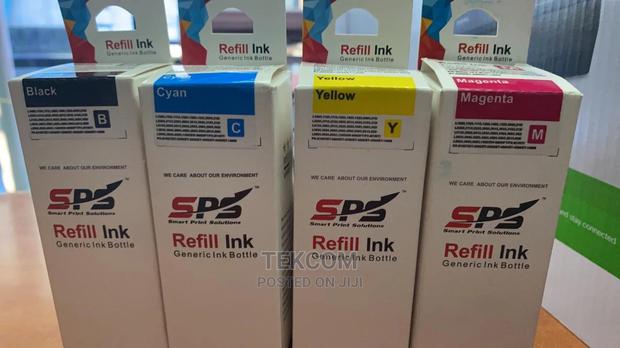 Refill Ink
Generic Ink Bottle
Black
B
WE CARE ABOUT OUR ENVIRONMENT
SPS
Smart Print Solutions
Refill Ink
Generic Ink Bottle
Refill Ink
Generic Ink Bottle
Cyan
C
WE CARE ABOUT OUR ENVIRONMENT
SPS
Smart Print Solutions
Refill Ink
Generic Ink Bottle
Refill Ink
Generic Ink Bottle
Yellow
Yellow
Y
WE CARE ABOUT OUR ENVIRONMENT
SPS
Smart Print Solutions
Refill Ink
Generic Ink Bottle
Refill Ink
Generic Ink Bottle
Magenta
Magenta
M
WE CARE ABOUT OUR ENVIRONMENT
SPS
Smart Print Solutions
Refill Ink
Generic Ink Bottle
and stay connected
TEKCOM
POSTED ON JIJI